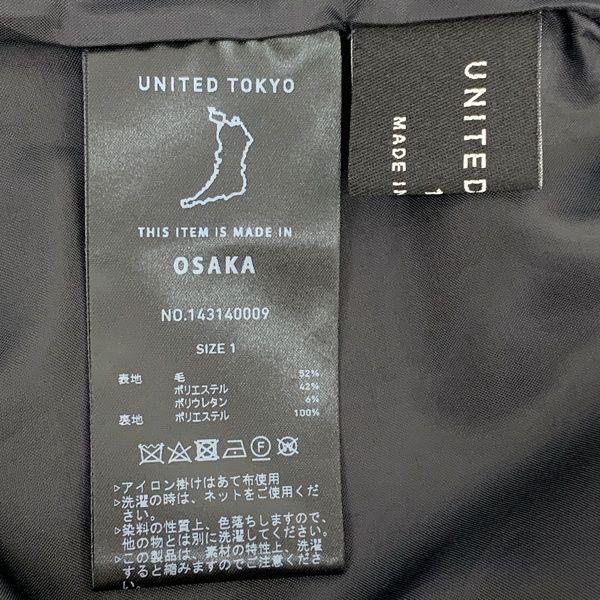 UNITED TOKYO
THIS ITEM IS MADE IN
OSAKA
NO.143140009
SIZE 1
表地 毛 52%
ポリエステル 42%
ポリウレタン 6%
裏地 ポリエステル 100%
▷アイロン掛けはあて布使用
▷洗濯の時は、ネットをご使用くだ
さい。
▷染料の性質上、色落ちしますので、
他の物とは別に洗濯してください。
▷この製品は、素材の特性上、洗濯
すると縮みますのでご注意
UNITED
MADE IN